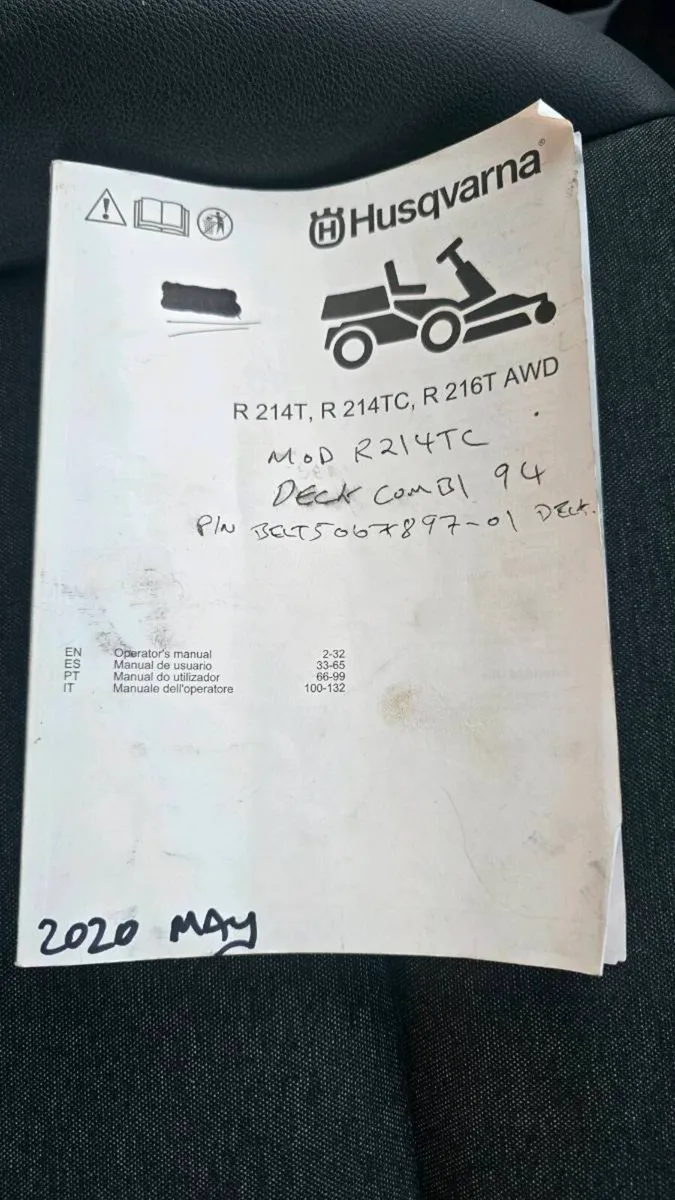 Husqvarna®
R 214T, R 214TC, R 216T AWD
MOD R214TC
DECK COMBI 94
P/N BELT 5067897-01 DECK.
EN Operator's manual 2-32
ES Manual de usuario 33-65
PT Manual do utilizador 66-99
IT Manuale dell'operatore 100-132
2020 MAY